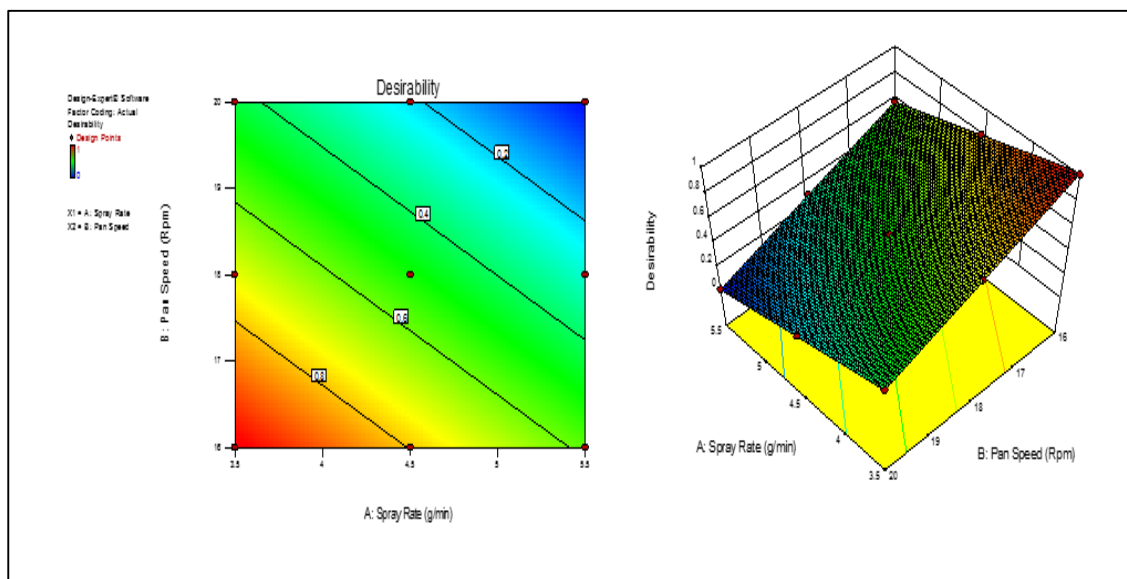 Design-Expert® Software
Factor Coding: Actual
Desirability
Design Points
1
0
X1 = A: Spray Rate
X2 = B: Pan Speed
Desirability
B: Pan Speed (Rpm)
20
19
18
17
16
0.2
0.4
0.6
0.8
3.5
4
4.5
5
5.5
A: Spray Rate (g/min)
Desirability
1
0.8
0.6
0.4
0.2
0
5.5
5
4.5
4
3.5
A: Spray Rate (g/min)
16
17
18
19
20
B: Pan Speed (Rpm)